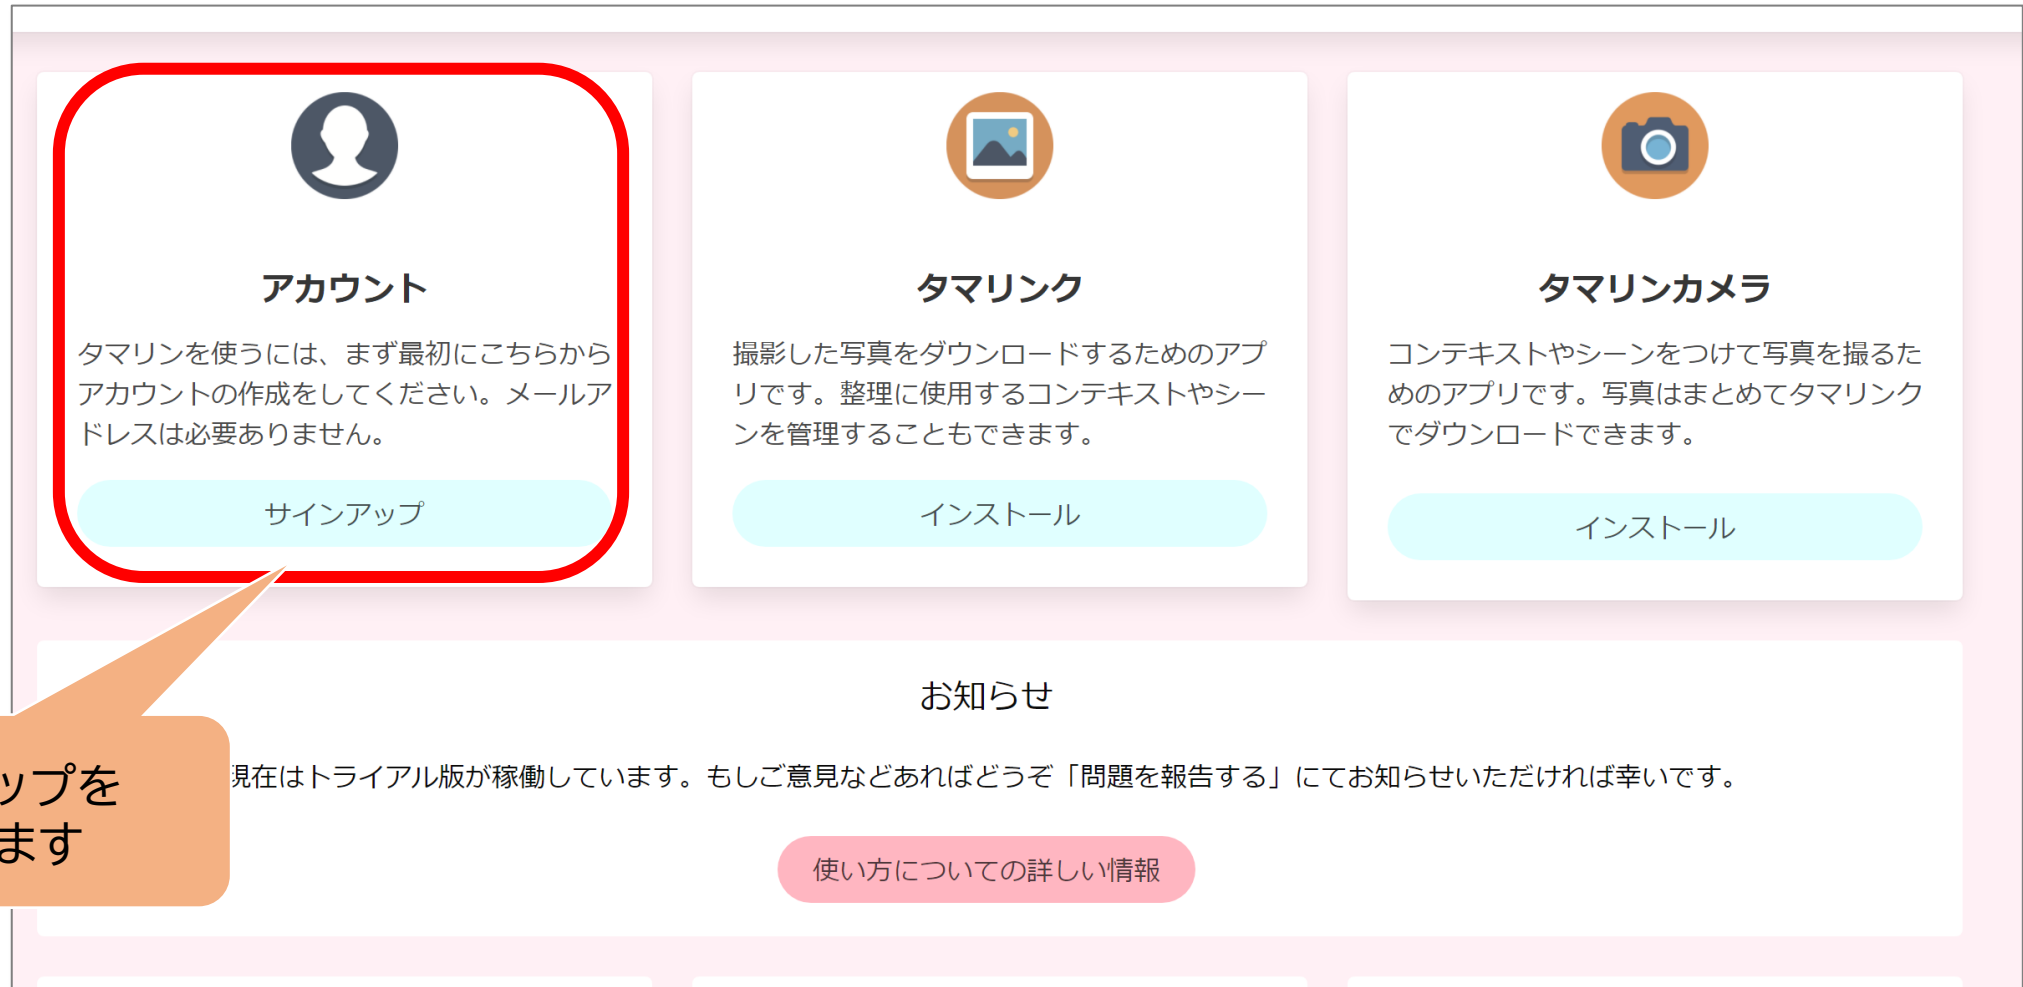 アカウント
タマリンを使うには、まず最初にこちらから
アカウントの作成をしてください。メールア
ドレスは必要ありません。
サインアップ
タマリンク
撮影した写真をダウンロードするためのアプ
リです。整理に使用するコンテキストやシー
ンを管理することもできます。
インストール
タマリンカメラ
コンテキストやシーンをつけて写真を撮るた
めのアプリです。写真はまとめてタマリンク
でダウンロードできます。
インストール
お知らせ
現在はトライアル版が稼働しています。もしご意見などあればどうぞ「問題を報告する」にてお知らせいただければ幸いです。
使い方についての詳しい情報
ップを
ます